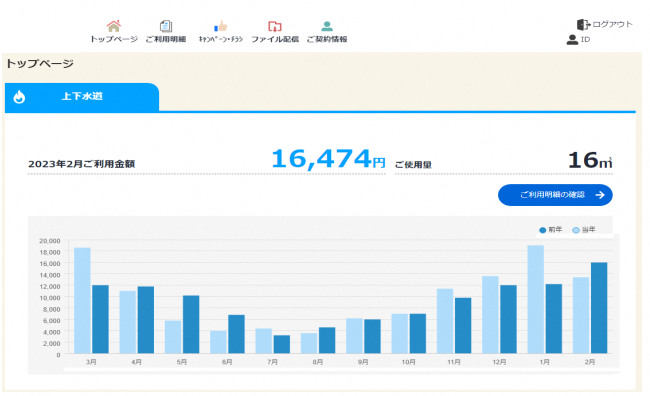 ログアウト
トップページ ご利用明細 ｷｬﾝﾍﾟｰﾝ・ﾁﾗｼ ファイル配信 ご契約情報
ID
トップページ
上下水道
2023年2月ご利用金額 16,474円 ご使用量 16㎥
ご利用明細の確認 →
前年 当年
20,000
18,000
16,000
14,000
12,000
10,000
8,000
6,000
4,000
2,000
0
3月 4月 5月 6月 7月 8月 9月 10月 11月 12月 1月 2月